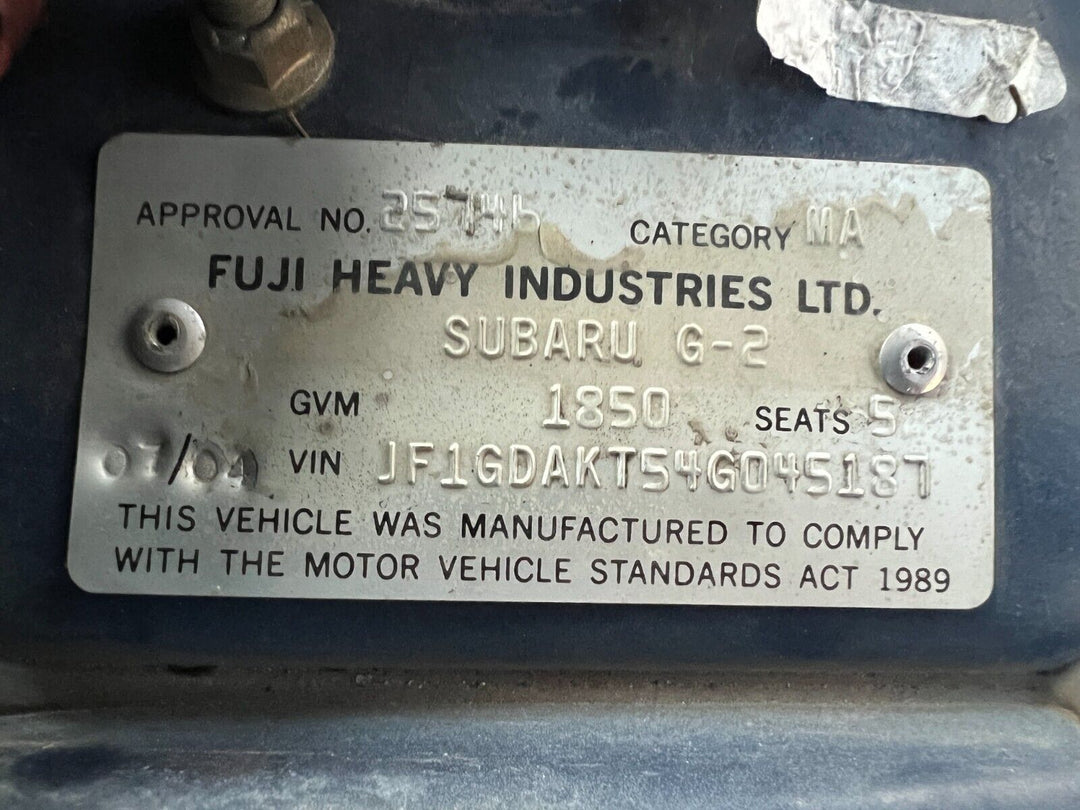 APPROVAL NO. 25746 CATEGORY MA
FUJI HEAVY INDUSTRIES LTD.
SUBARU G-2
GVM 1850 SEATS 5
07/04 VIN JF1GDAKT54G045187
THIS VEHICLE WAS MANUFACTURED TO COMPLY
WITH THE MOTOR VEHICLE STANDARDS ACT 1989